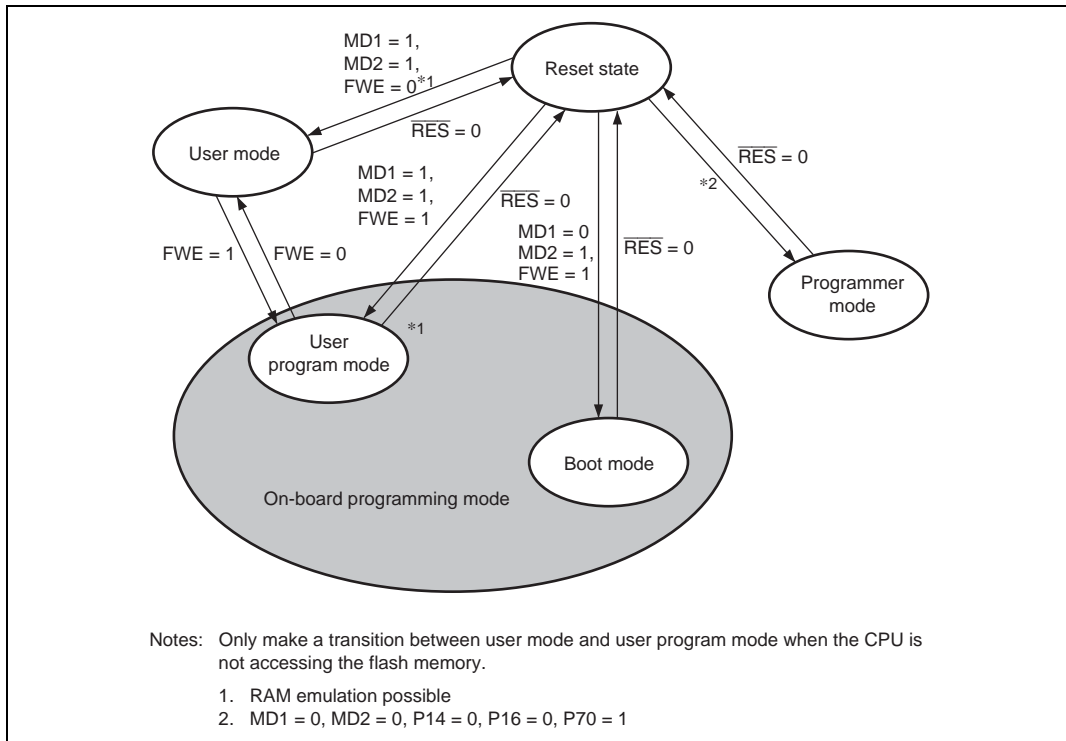 MD1 = 1,
MD2 = 1,
FWE = 0*1
Reset state
RES = 0
User mode
MD1 = 1,
MD2 = 1,
FWE = 1
RES = 0
RES = 0
*2
MD1 = 0
MD2 = 1,
FWE = 1
RES = 0
FWE = 1
FWE = 0
Programmer
mode
*1
User
program mode
Boot mode
On-board programming mode
Notes: Only make a transition between user mode and user program mode when the CPU is
not accessing the flash memory.
1. RAM emulation possible
2. MD1 = 0, MD2 = 0, P14 = 0, P16 = 0, P70 = 1